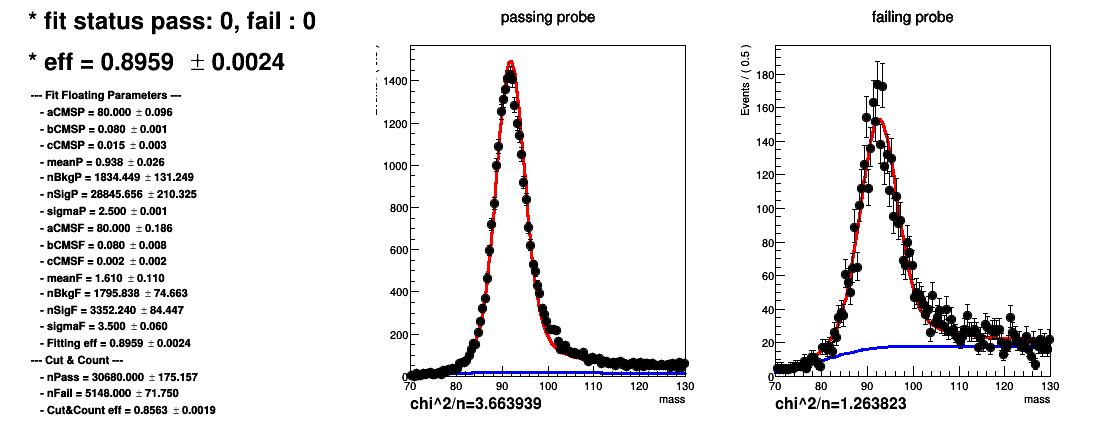 * fit status pass: 0, fail : 0
* eff = 0.8959 ± 0.0024
--- Fit Floating Parameters ---
- aCMSP = 80.000 ± 0.096
- bCMSP = 0.080 ± 0.001
- cCMSP = 0.015 ± 0.003
- meanP = 0.938 ± 0.026
- nBkgP = 1834.449 ± 131.249
- nSigP = 28845.656 ± 210.325
- sigmaP = 2.500 ± 0.001
- aCMSF = 80.000 ± 0.186
- bCMSF = 0.080 ± 0.008
- cCMSF = 0.002 ± 0.002
- meanF = 1.610 ± 0.110
- nBkgF = 1795.838 ± 74.663
- nSigF = 3352.240 ± 84.447
- sigmaF = 3.500 ± 0.060
- Fitting eff = 0.8959 ± 0.0024
--- Cut & Count ---
- nPass = 30680.000 ± 175.157
- nFail = 5148.000 ± 71.750
- Cut&Count eff = 0.8563 ± 0.0019
passing probe
1400
1200
1000
800
600
400
200
0
70 80 90 100 110 120 130
mass
chi^2/n=3.663939
failing probe
Events / ( 0.5 )
180
160
140
120
100
80
60
40
20
0
70 80 90 100 110 120 130
mass
chi^2/n=1.263823